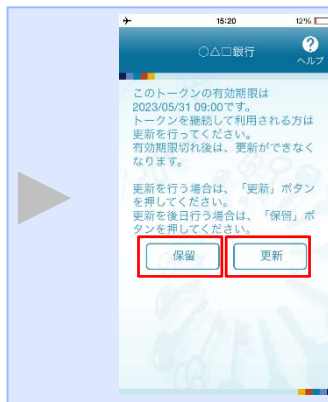 15:20
12%
○△□銀行
?
ヘルプ
このトークンの有効期限は
2023/05/31 09:00です。
トークンを継続して利用される方は
更新を行ってください。
有効期限切れ後は、更新ができなく
なります。
更新を行う場合は、「更新」ボタン
を押してください。
更新を後日行う場合は、「保留」ボ
タンを押してください。
保留
更新